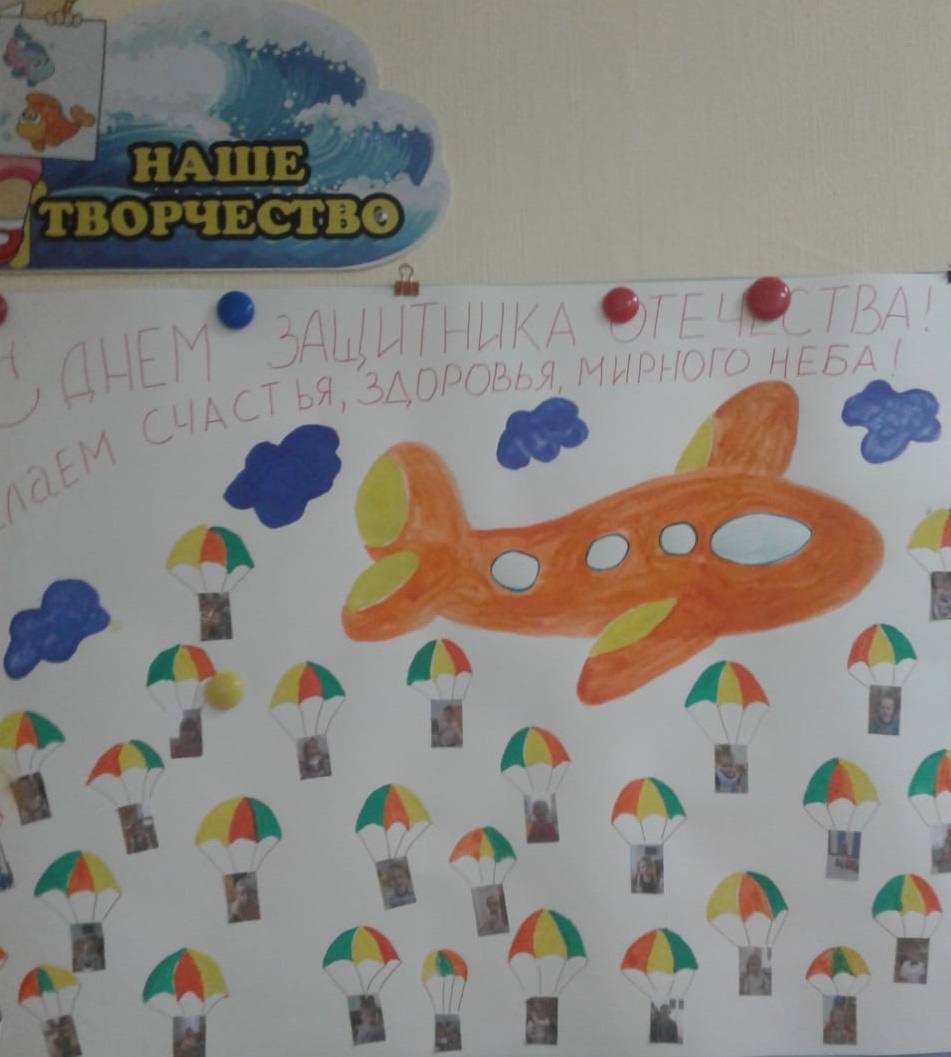 НАШЕ
ТВОРЧЕСТВО
С ДНЕМ ЗАЩИТНИКА ОТЕЧЕСТВА!
СЧАСТЬЯ, ЗДОРОВЬЯ, МИРНОГО НЕБА!